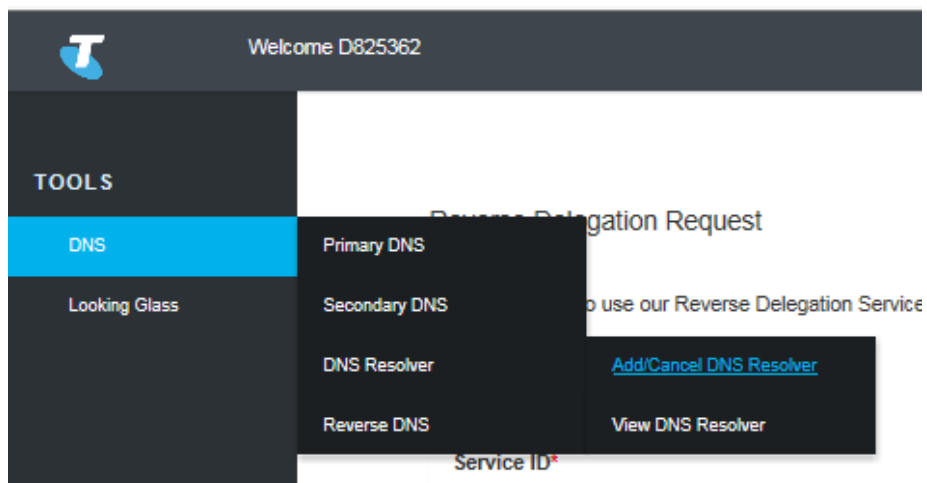 Welcome D825362
TOOLS
DNS
Looking Glass
Primary DNS
Secondary DNS
DNS Resolver
Reverse DNS
Add/Cancel DNS Resolver
View DNS Resolver
gation Request
o use our Reverse Delegation Service
Service ID*